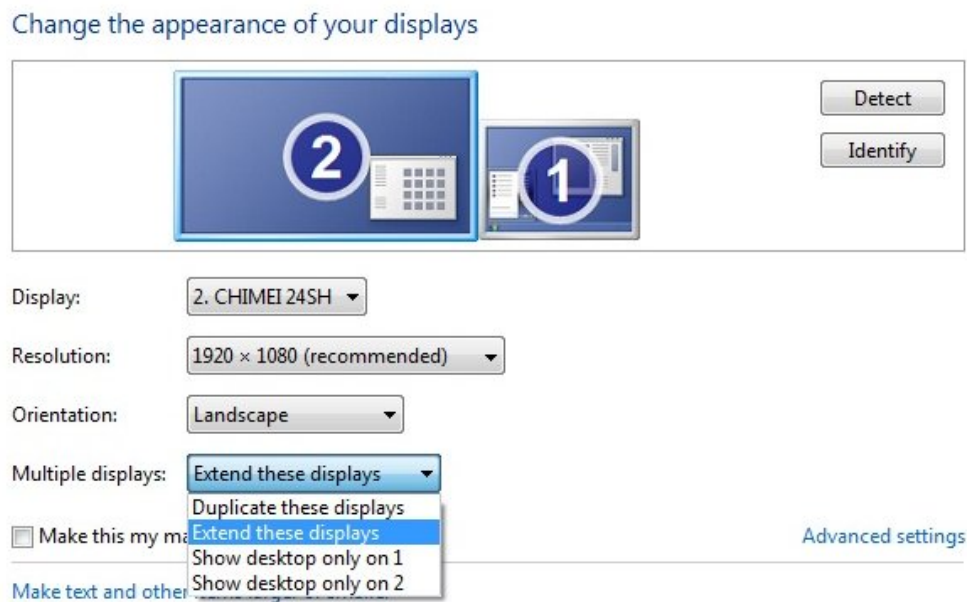 Change the appearance of your displays
2
1
Detect
Identify
Display: 2. CHIMEI 24SH
Resolution: 1920 × 1080 (recommended)
Orientation: Landscape
Multiple displays: Extend these displays
Duplicate these displays
Make this my Extend these displays Advanced settings
Show desktop only on 1
Show desktop only on 2
Make text and other